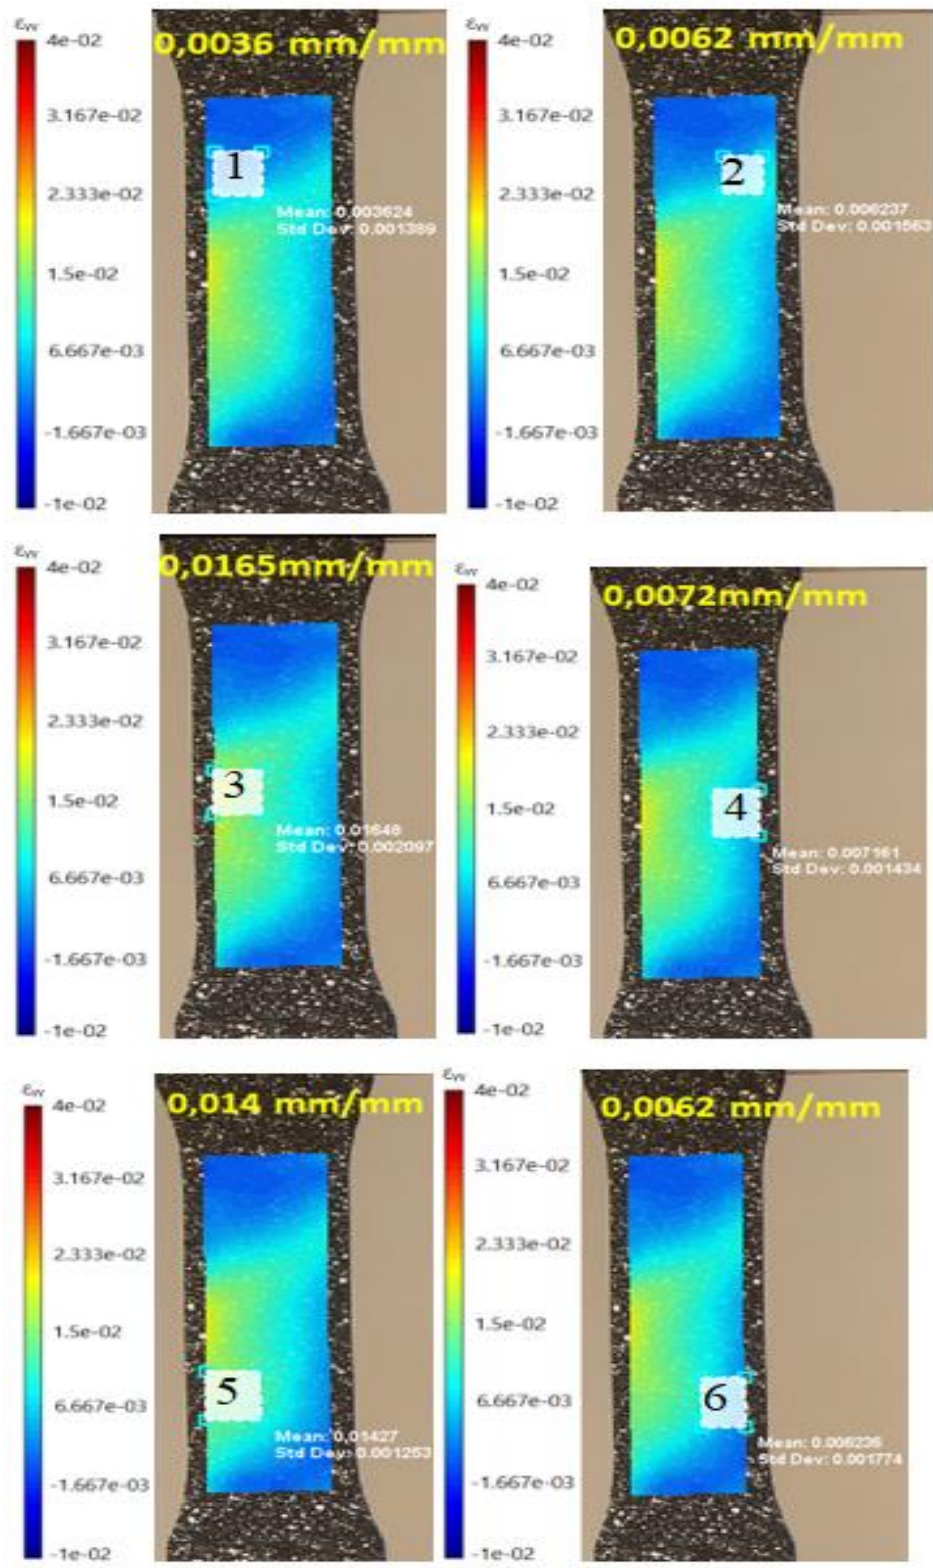 εyy
4e-02
3.167e-02
2.333e-02
1.5e-02
6.667e-03
-1.667e-03
-1e-02
0,0036 mm/mm
1
Mean: 0.003624
Std Dev: 0.001389
εyy
4e-02
3.167e-02
2.333e-02
1.5e-02
6.667e-03
-1.667e-03
-1e-02
0,0062 mm/mm
2
Mean: 0.006237
Std Dev: 0.001563
εyy
4e-02
3.167e-02
2.333e-02
1.5e-02
6.667e-03
-1.667e-03
-1e-02
0,0165mm/mm
3
Mean: 0.01648
Std Dev: 0.002097
εyy
4e-02
3.167e-02
2.333e-02
1.5e-02
6.667e-03
-1.667e-03
-1e-02
0,0072mm/mm
4
Mean: 0.007161
Std Dev: 0.001434
εyy
4e-02
3.167e-02
2.333e-02
1.5e-02
6.667e-03
-1.667e-03
-1e-02
0,014 mm/mm
5
Mean: 0.01427
Std Dev: 0.001253
εyy
4e-02
3.167e-02
2.333e-02
1.5e-02
6.667e-03
-1.667e-03
-1e-02
0,0062 mm/mm
6
Mean: 0.006235
Std Dev: 0.001774